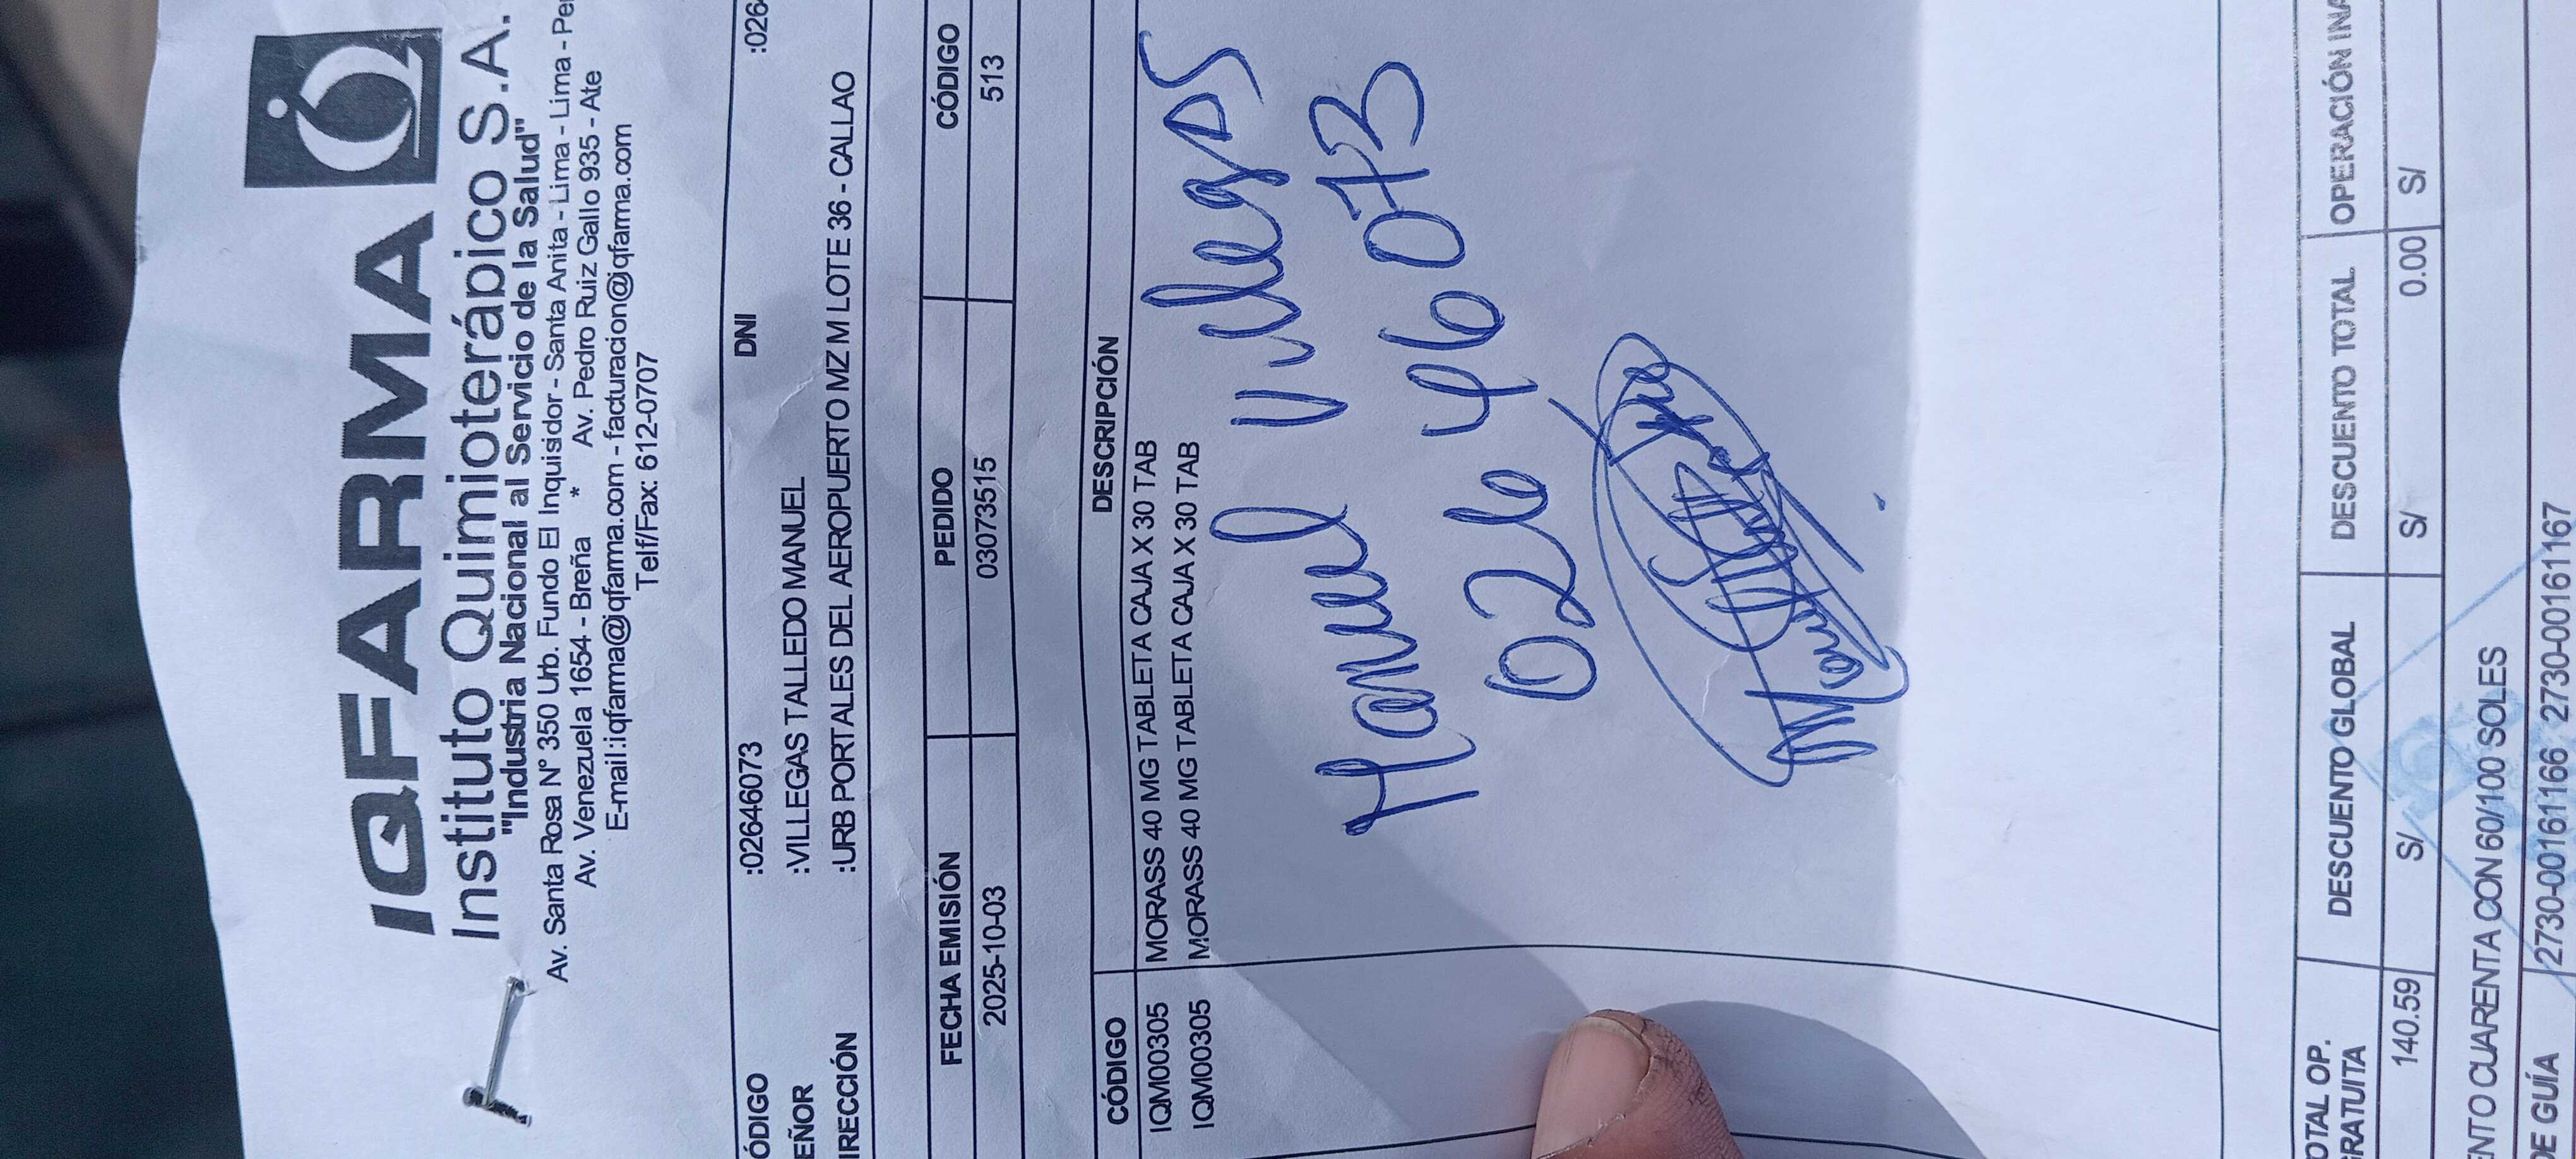 IQFARMA
Instituto Quimioterápico S.A.
"Industria Nacional al Servicio de la Salud"
Av. Santa Rosa N° 350 Urb. Fundo El Inquisidor - Santa Anita - Lima - Lima - Pe
Av. Venezuela 1654 - Breña * Av. Pedro Ruiz Gallo 935 - Ate
E-mail:iqfarma@iqfarma.com - facturacion@iqfarma.com
Telf/Fax: 612-0707
ÓDIGO :02646073 DNI :026
EÑOR :VILLEGAS TALLEDO MANUEL
IRECCIÓN :URB PORTALES DEL AEROPUERTO MZ M LOTE 36 - CALLAO
FECHA EMISIÓN PEDIDO CÓDIGO
2025-10-03 03073515 513
CÓDIGO DESCRIPCIÓN
IQM00305 MORASS 40 MG TABLETA CAJA X 30 TAB
IQM00305 MORASS 40 MG TABLETA CAJA X 30 TAB
Manuel Villegas
02646073
OTAL OP. RATUITA DESCUENTO GLOBAL DESCUENTO TOTAL OPERACIÓN INA
140.59 S/ S/ 0.00 S/
ENTO CUARENTA CON 60/100 SOLES
DE GUÍA 2730-00161166 2730-00161167